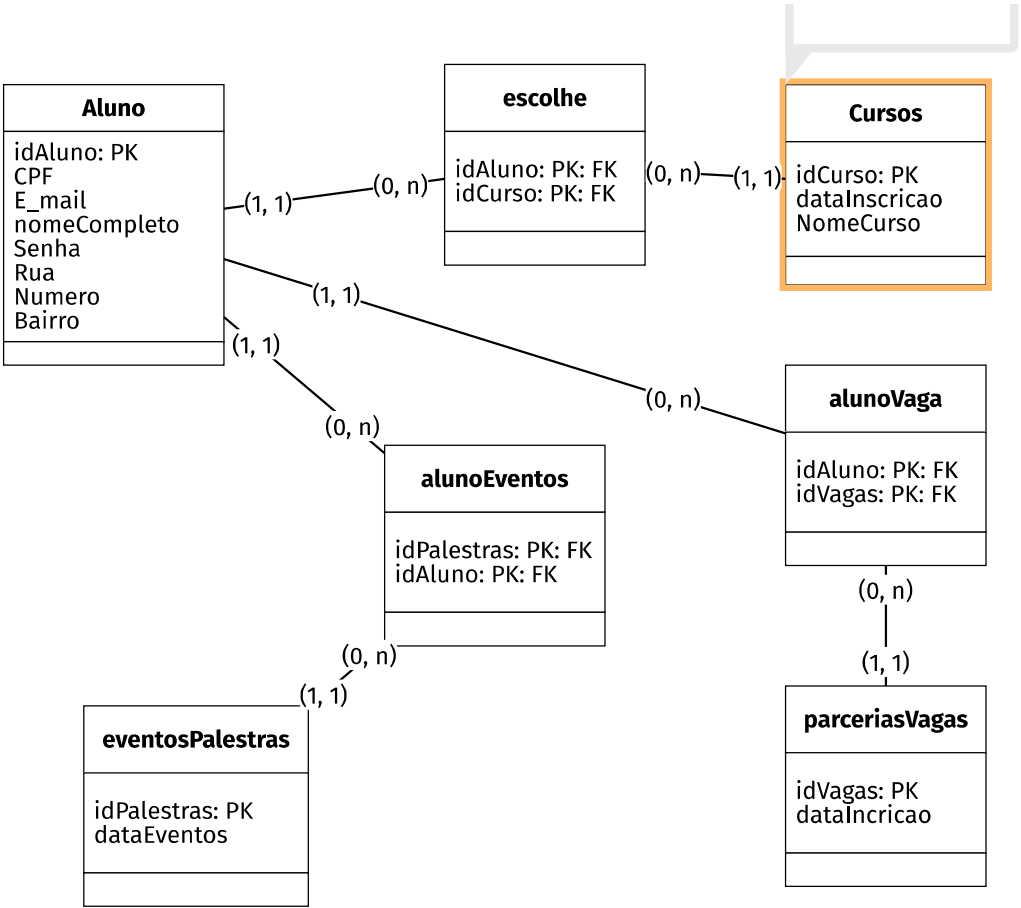 Aluno
idAluno: PK
CPF
E_mail
nomeCompleto
Senha
Rua
Numero
Bairro
(1, 1)
(0, n)
escolhe
idAluno: PK: FK
idCurso: PK: FK
(0, n)
(1, 1)
Cursos
idCurso: PK
dataInscricao
NomeCurso
(1, 1)
(0, n)
alunoVaga
idAluno: PK: FK
idVagas: PK: FK
(1, 1)
(0, n)
alunoEventos
idPalestras: PK: FK
idAluno: PK: FK
(0, n)
(1, 1)
eventosPalestras
idPalestras: PK
dataEventos
(0, n)
(1, 1)
parceriasVagas
idVagas: PK
dataIncricao